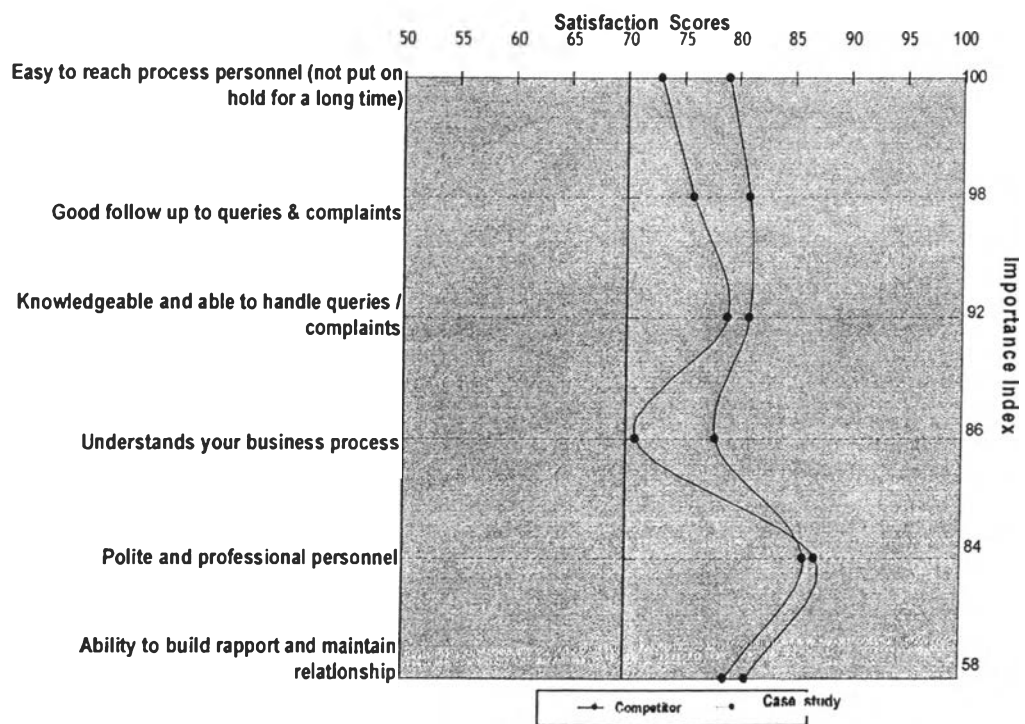 Satisfaction Scores
50 55 60 65 70 75 80 85 90 95 100
Easy to reach process personnel (not put on
hold for a long time)
100
98
Good follow up to queries & complaints
Knowledgeable and able to handle queries /
complaints
92
Importance Index
Understands your business process
86
Polite and professional personnel
84
Ability to build rapport and maintain
relationship
58
Competitor Case study